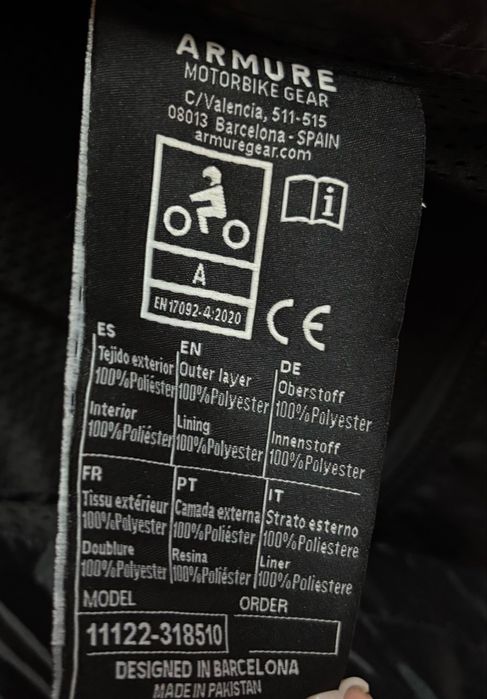 ARMURE
MOTORBIKE GEAR
C/Valencia, 511-515
08013 Barcelona - SPAIN
armuregear.com
i
A
EN 17092-4:2020
CE
ES
Tejido exterior
100%Poliéster
Interior
100%Poliéster
EN
Outer layer
100%Polyester
Lining
100%Polyester
DE
Oberstoff
100%Polyester
Innenstoff
100%Polyester
FR
Tissu extérieur
100%Polyester
Doublure
100%Polyester
PT
Camada externa
100%Poliéster
Resina
100%Poliéster
IT
Strato esterno
100%Poliestere
Liner
100%Poliestere
MODEL
11122-318510
ORDER
DESIGNED IN BARCELONA
MADE IN PAKISTAN